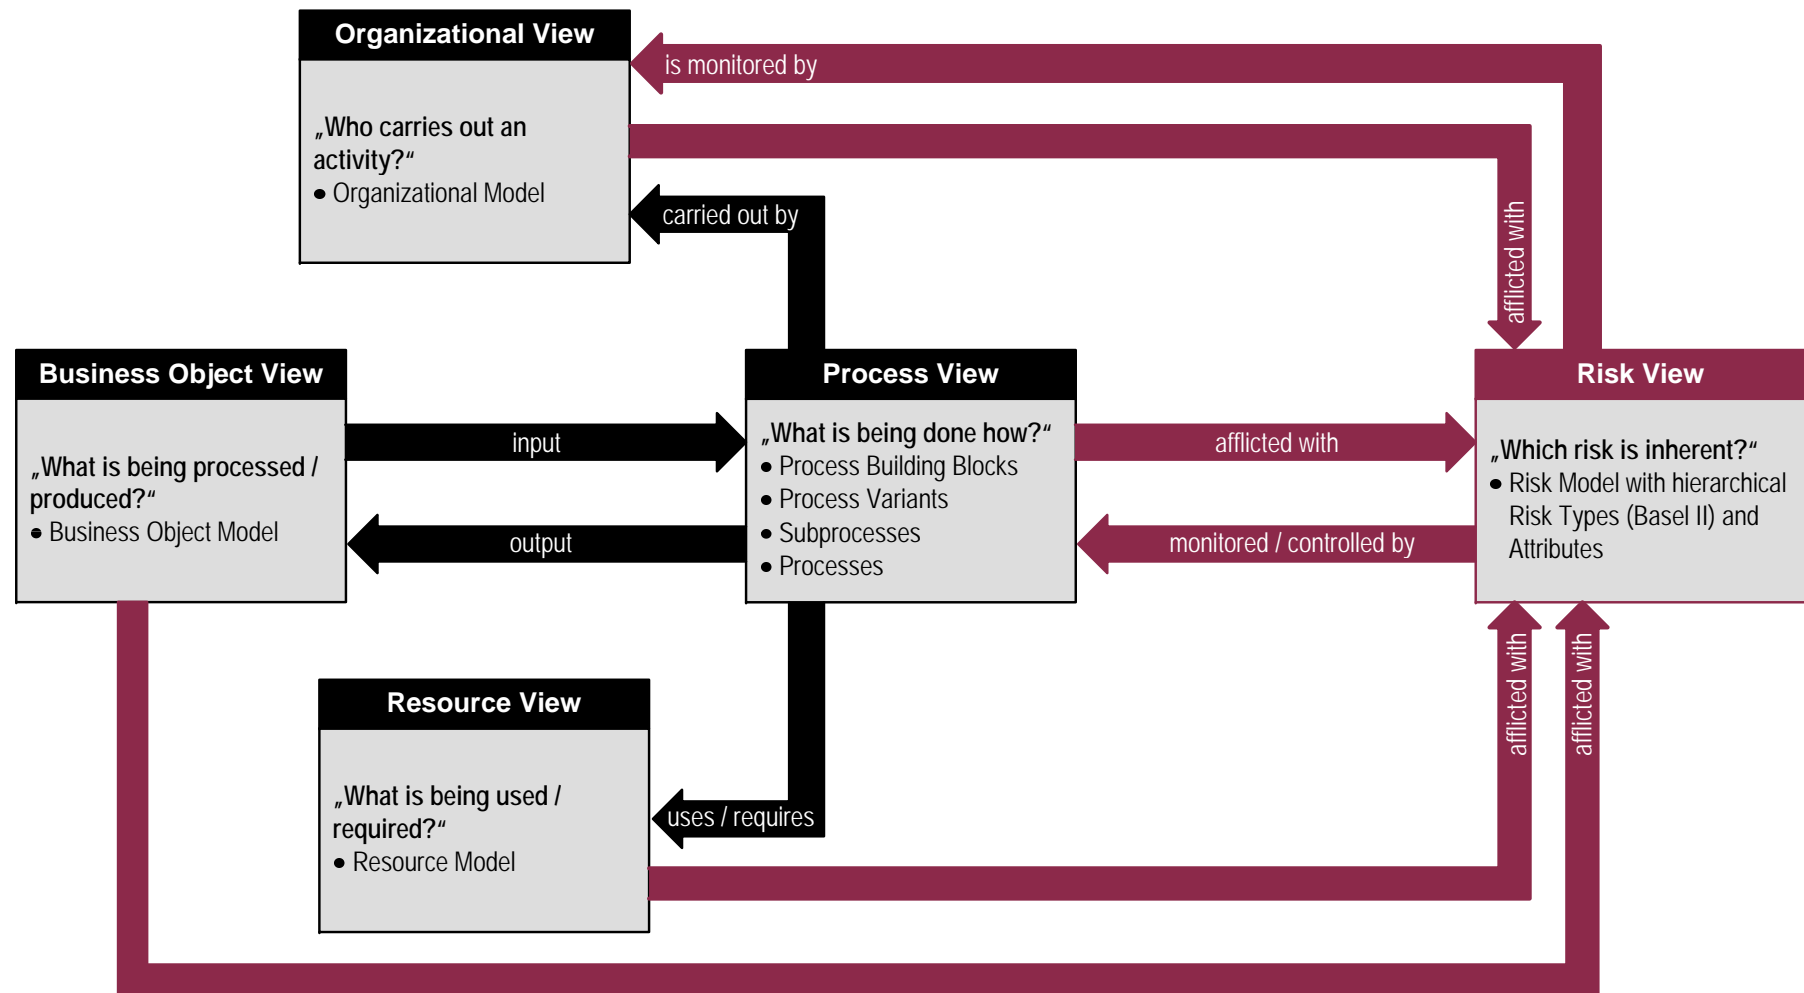 Organizational View
„Who carries out an
activity?“
• Organizational Model
is monitored by
carried out by
afflicted with
Business Object View
„What is being processed /
produced?“
• Business Object Model
input
output
Process View
„What is being done how?“
• Process Building Blocks
• Process Variants
• Subprocesses
• Processes
afflicted with
monitored / controlled by
Risk View
„Which risk is inherent?“
• Risk Model with hierarchical
Risk Types (Basel II) and
Attributes
Resource View
„What is being used /
required?“
• Resource Model
uses / requires
afflicted with
afflicted with